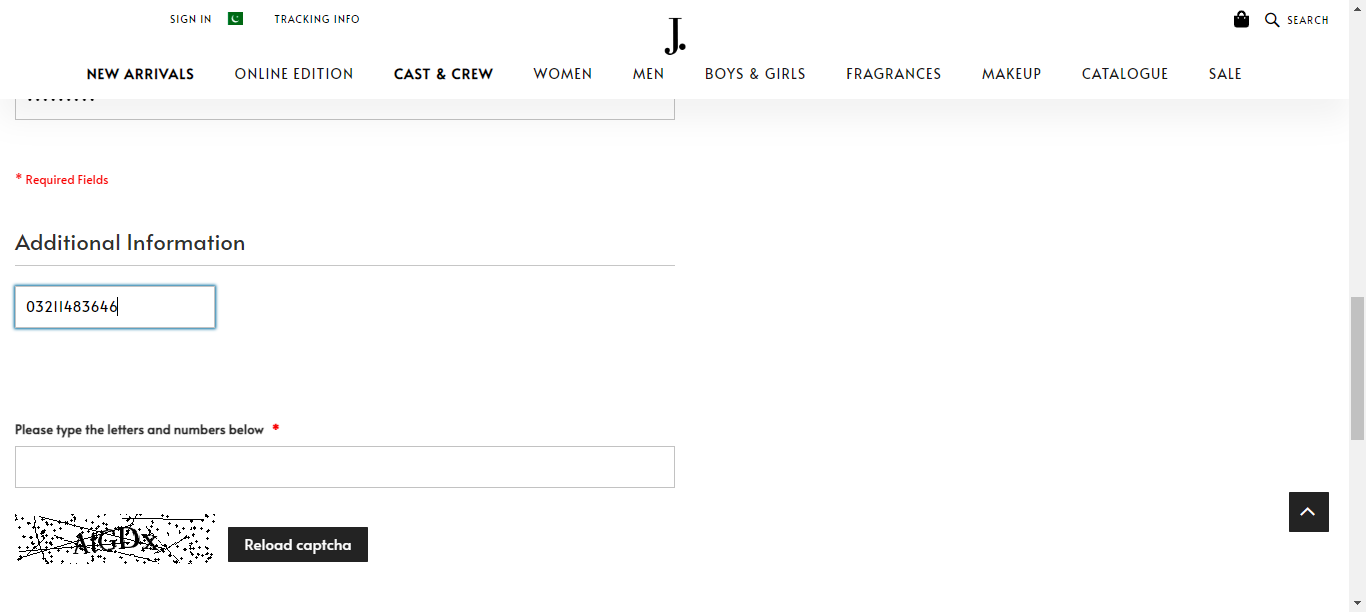 SIGN IN
TRACKING INFO
J.
SEARCH
NEW ARRIVALS
ONLINE EDITION
CAST & CREW
WOMEN
MEN
BOYS & GIRLS
FRAGRANCES
MAKEUP
CATALOGUE
SALE
* Required Fields
Additional Information
03211483646
Please type the letters and numbers below *
Reload captcha